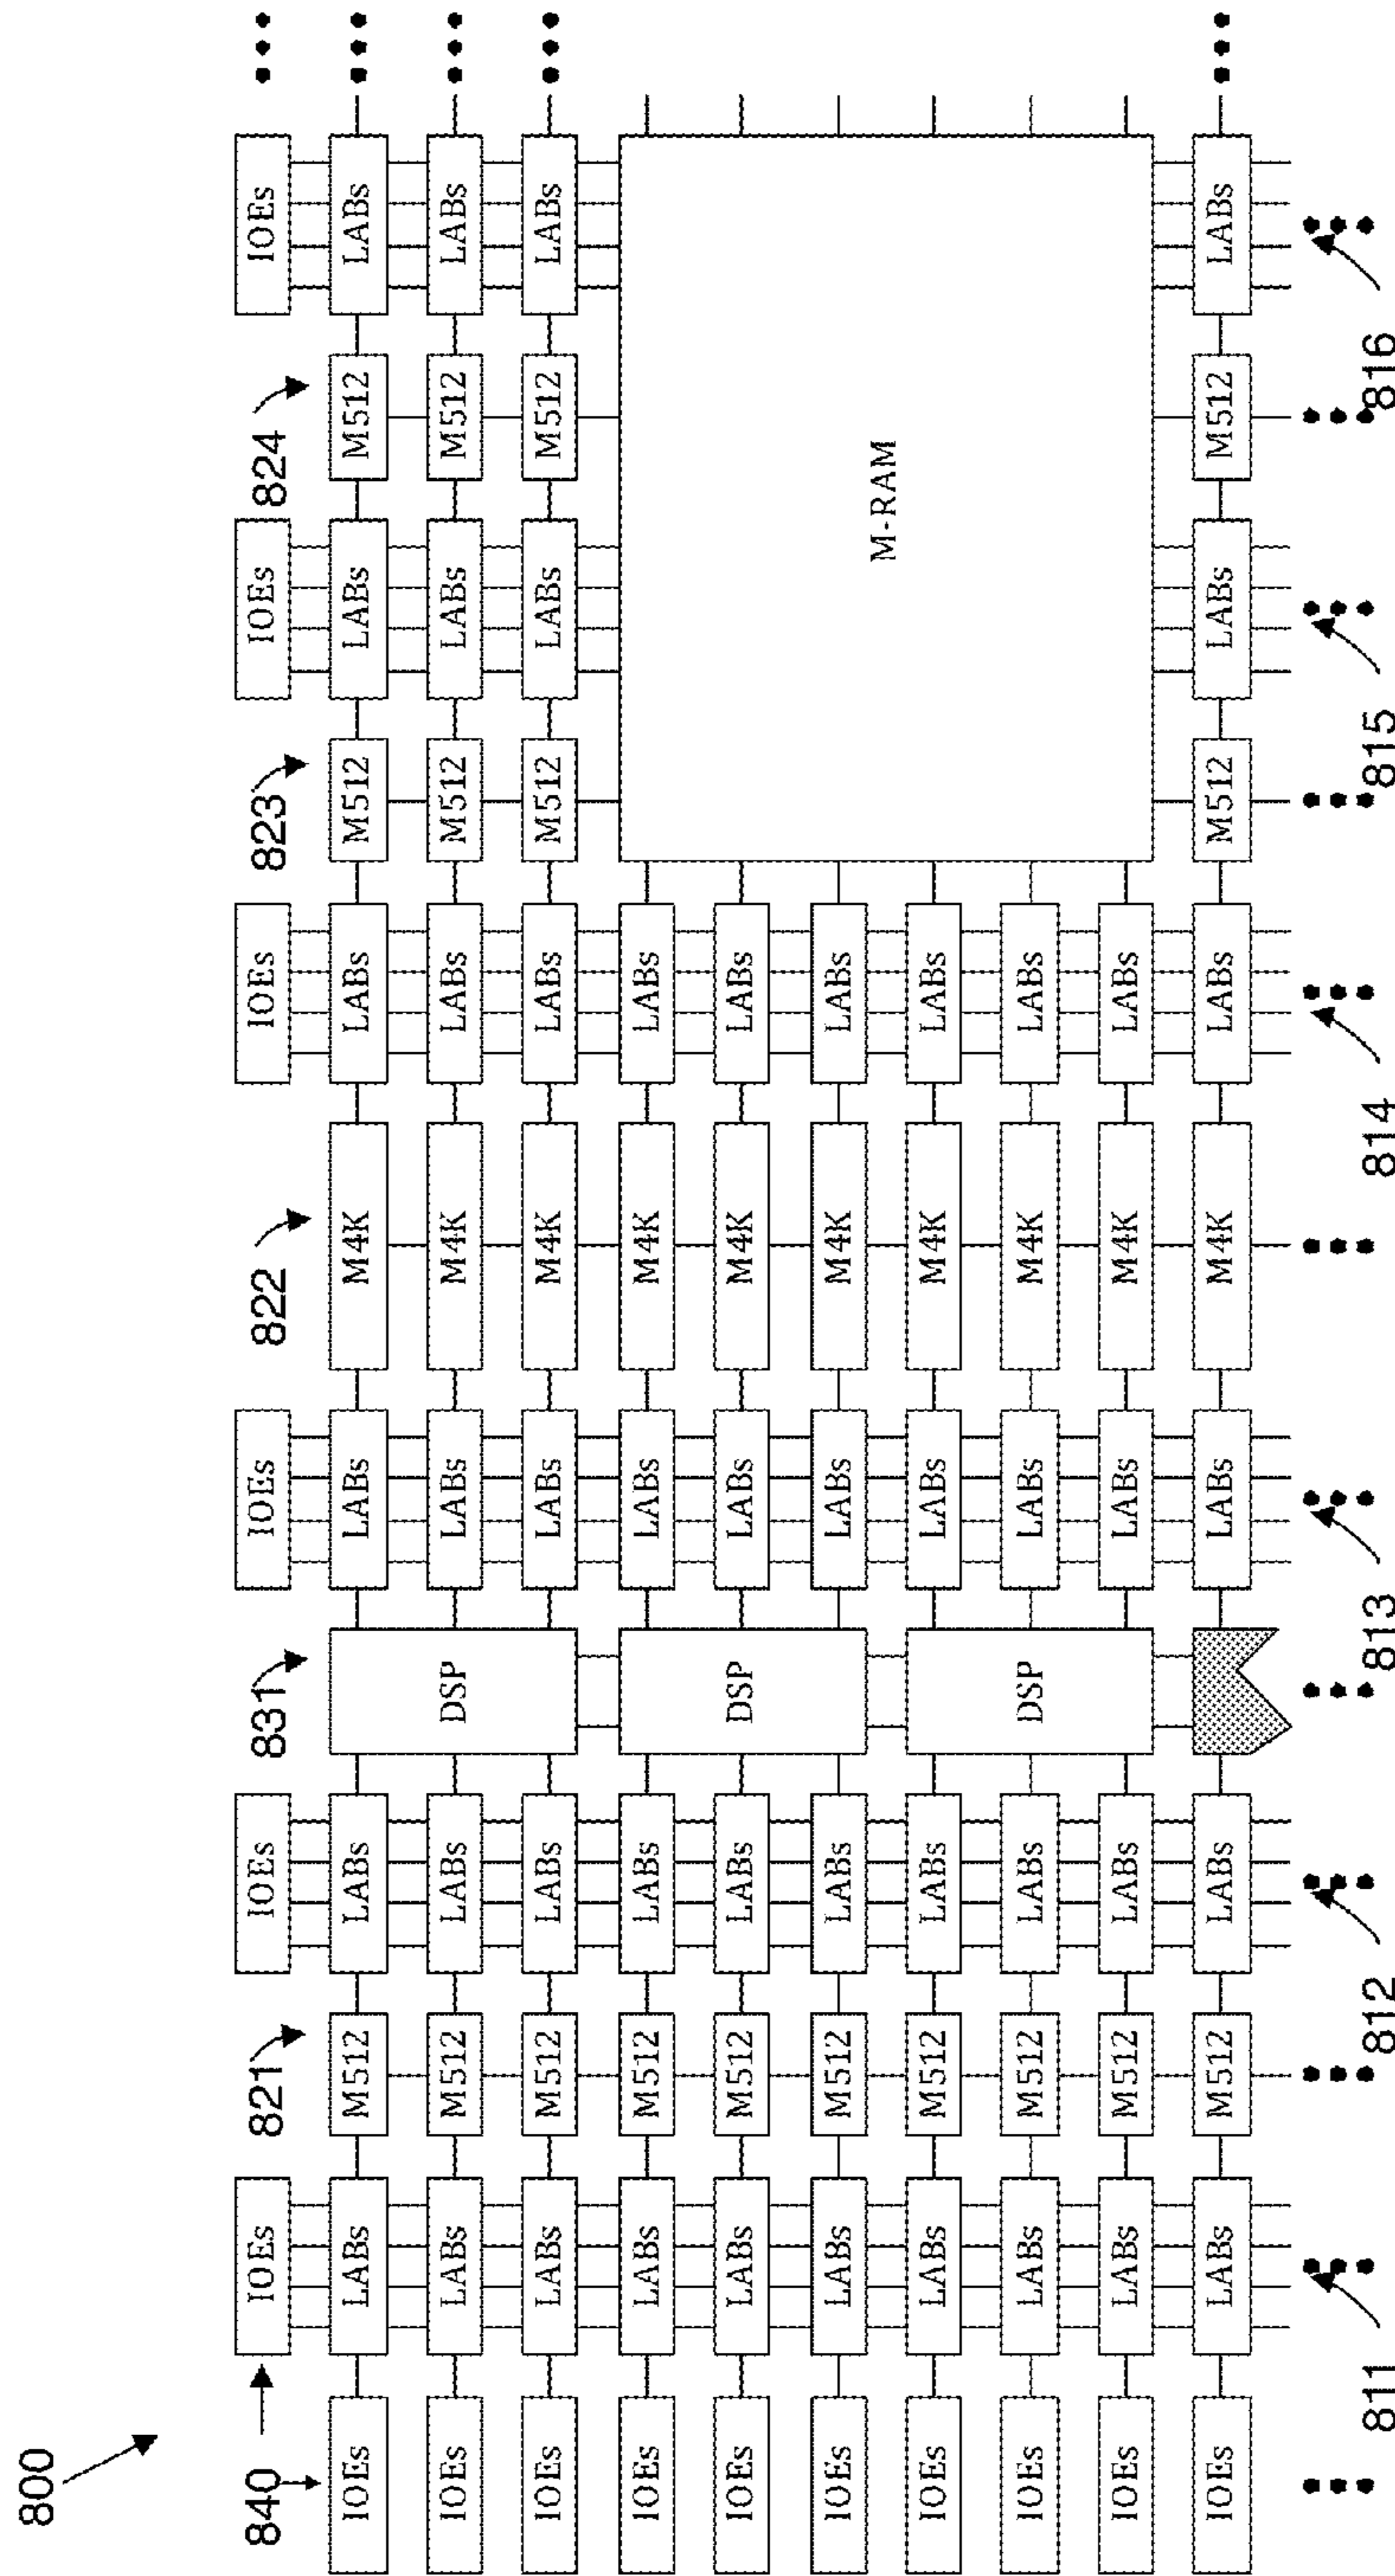 800
840 IOEs 821 IOEs 831 IOEs 822 IOEs 823 IOEs 824 IOEs
IOEs LABs M512 LABs LABs M4K LABs M512 LABs M512 LABs
IOEs LABs M512 LABs DSP LABs M4K LABs M512 LABs M512 LABs
IOEs LABs M512 LABs LABs M4K LABs M512 LABs M512 LABs
IOEs LABs M512 LABs LABs M4K LABs
IOEs LABs M512 LABs DSP LABs M4K LABs
IOEs LABs M512 LABs LABs M4K LABs
M-RAM
IOEs LABs M512 LABs LABs M4K LABs
IOEs LABs M512 LABs DSP LABs M4K LABs
IOEs LABs M512 LABs LABs M4K LABs
IOEs LABs M512 LABs LABs M4K LABs M512 LABs M512 LABs
811 812 813 814 815 816